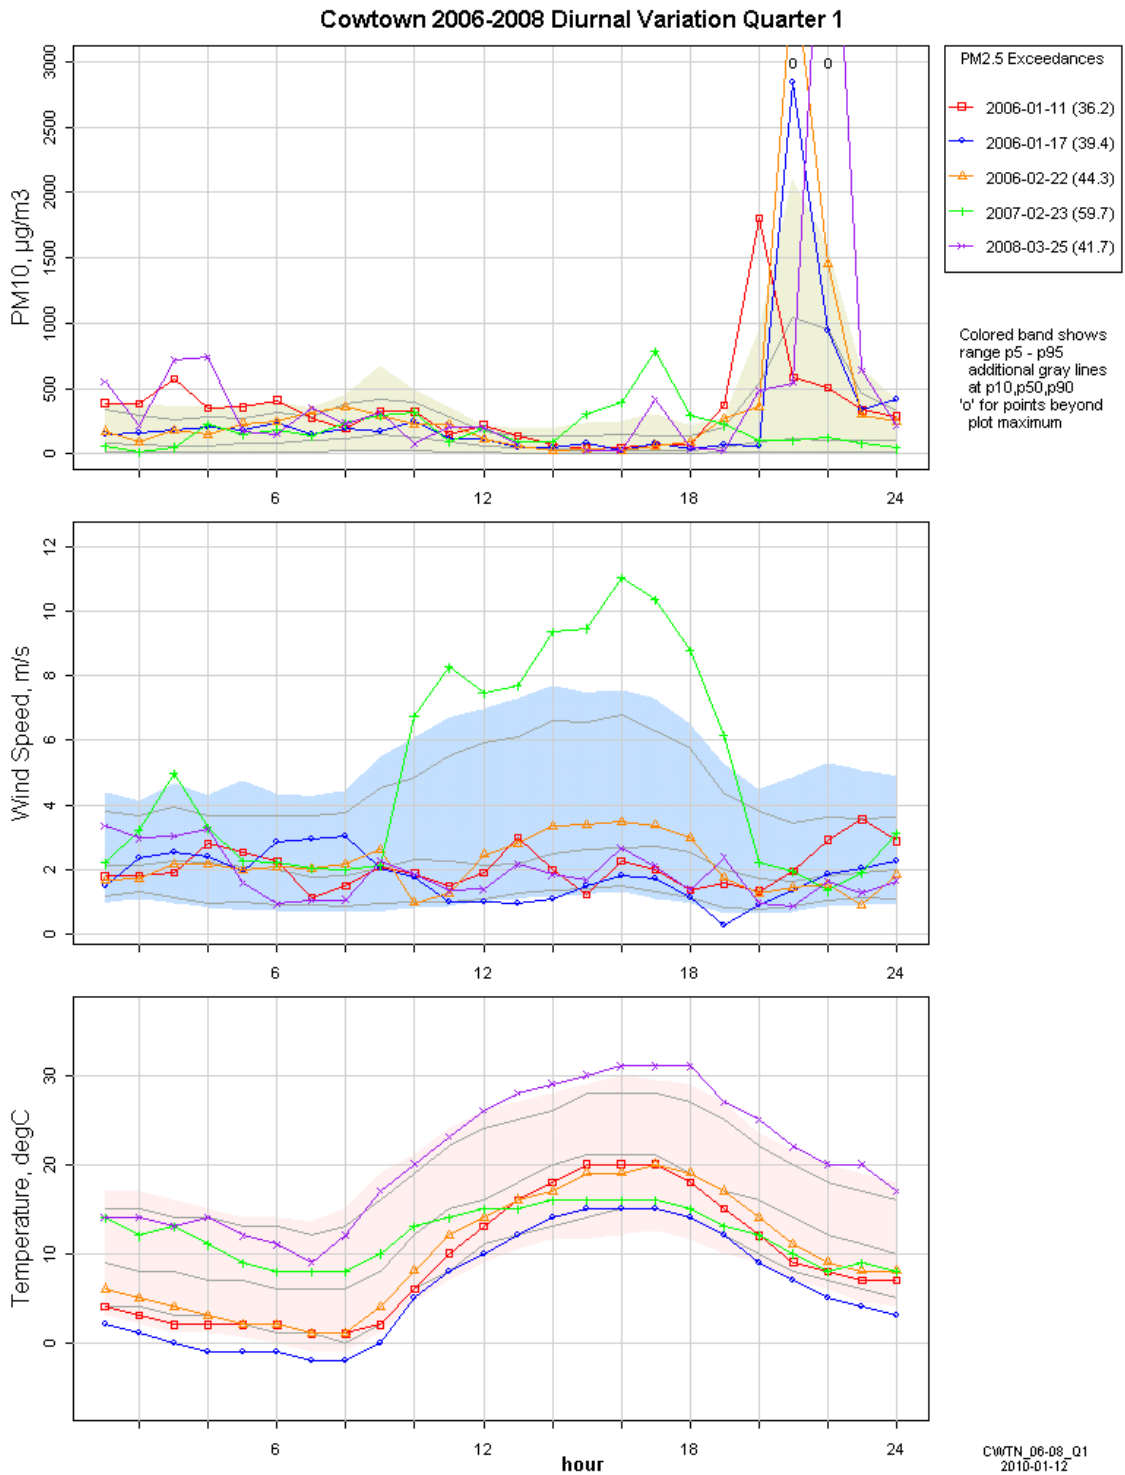 Cowtown 2006-2008 Diurnal Variation Quarter 1
PM10, µg/m3
3000
2500
2000
1500
1000
500
0
o o
6 12 18 24
PM2.5 Exceedances
2006-01-11 (36.2)
2006-01-17 (39.4)
2006-02-22 (44.3)
2007-02-23 (59.7)
2008-03-25 (41.7)
Colored band shows
range p5 - p95
additional gray lines
at p10,p50,p90
'o' for points beyond
plot maximum
Wind Speed, m/s
12
10
8
6
4
2
0
6 12 18 24
Temperature, degC
30
20
10
0
6 12 18 24
hour
CWTN_06-08_Q1
2010-01-12